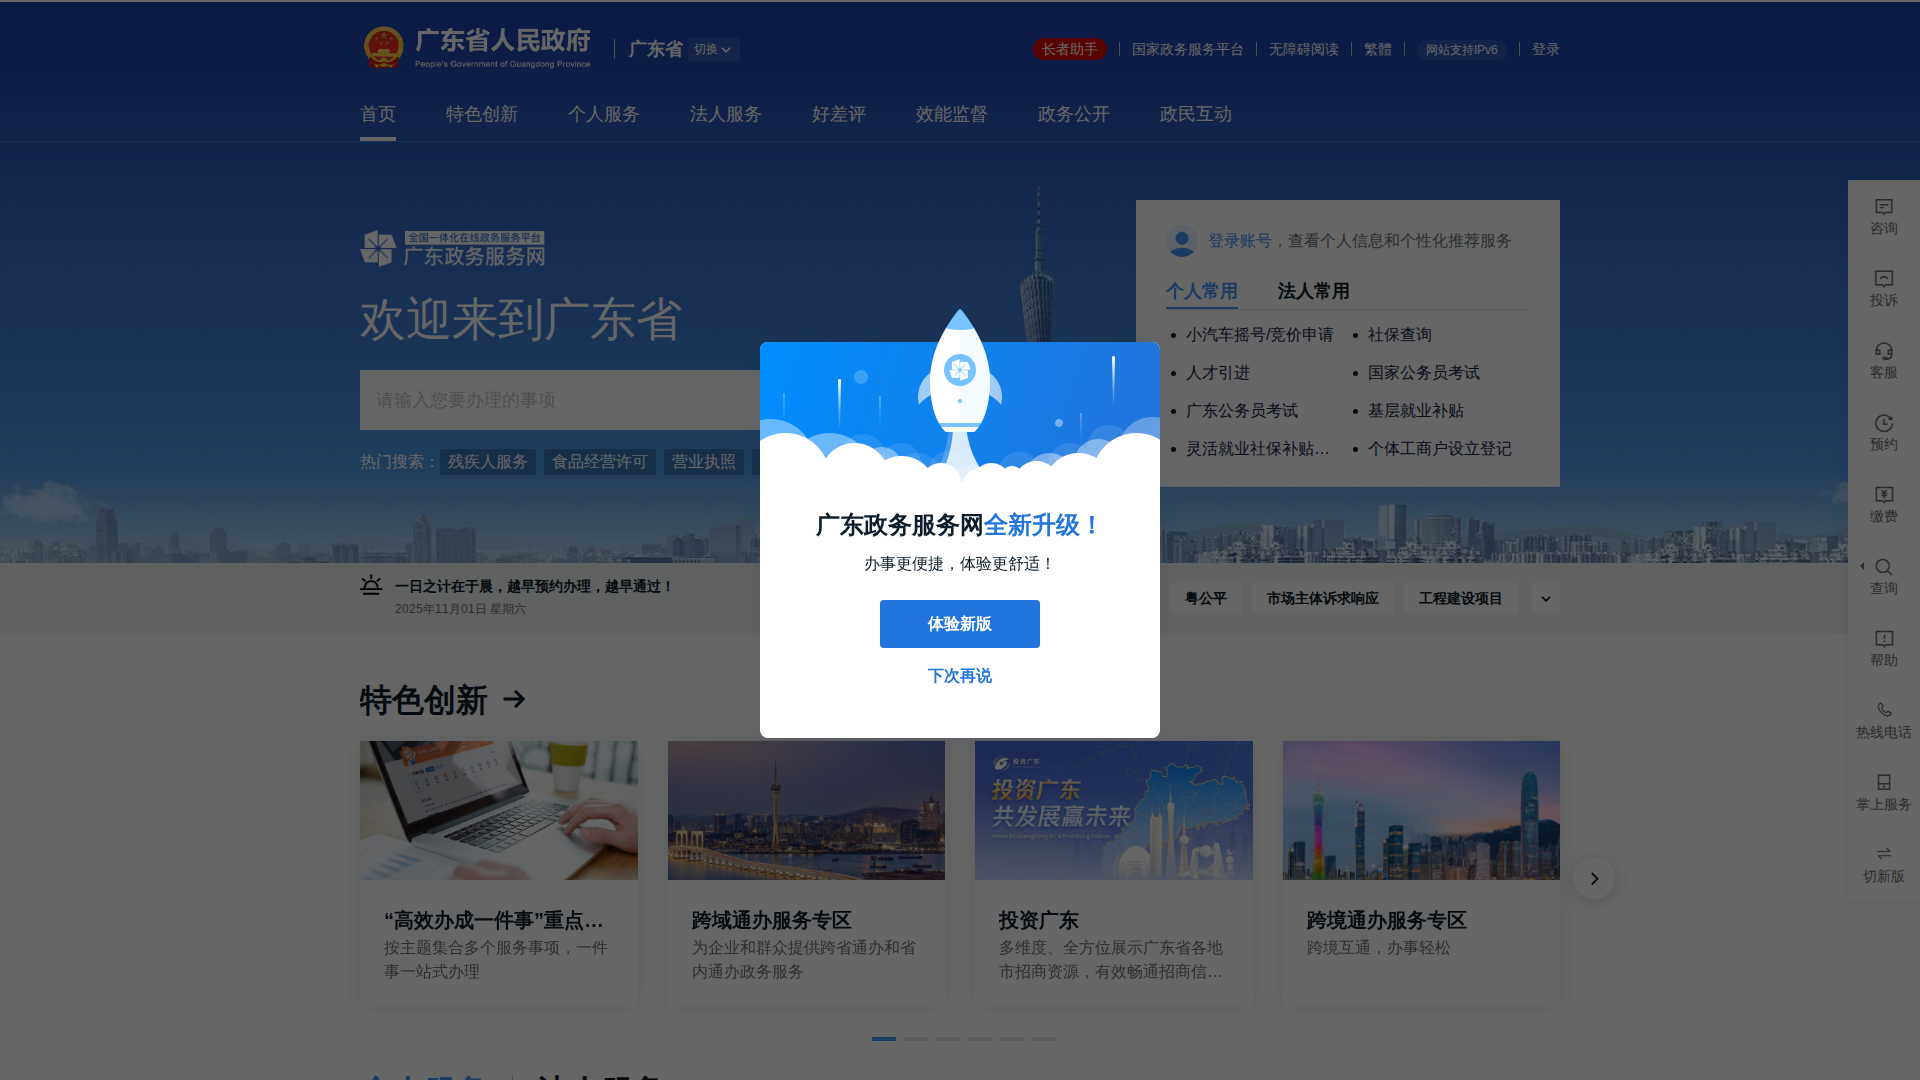 广东省人民政府
People's Government of Guangdong Province
广东省
切换
长者助手
国家政务服务平台
无障碍阅读
繁體
网站支持IPv6
登录
首页
特色创新
个人服务
法人服务
好差评
效能监督
政务公开
政民互动
全国一体化在线政务服务平台
广东政务服务网
欢迎来到广东省
请输入您要办理的事项
热门搜索：
残疾人服务
食品经营许可
营业执照
登录账号，查看个人信息和个性化推荐服务
个人常用
法人常用
小汽车摇号/竞价申请
社保查询
人才引进
国家公务员考试
广东公务员考试
基层就业补贴
灵活就业社保补贴…
个体工商户设立登记
咨询
投诉
客服
预约
缴费
查询
帮助
热线电话
掌上服务
切新版
广东政务服务网全新升级！
办事更便捷，体验更舒适！
体验新版
下次再说
一日之计在于晨，越早预约办理，越早通过！
2025年11月01日 星期六
粤公平
市场主体诉求响应
工程建设项目
特色创新
投资广东
投资广东
共发展赢未来
“高效办成一件事”重点…
按主题集合多个服务事项，一件
事一站式办理
跨域通办服务专区
为企业和群众提供跨省通办和省
内通办政务服务
投资广东
多维度、全方位展示广东省各地
市招商资源，有效畅通招商信…
跨境通办服务专区
跨境互通，办事轻松